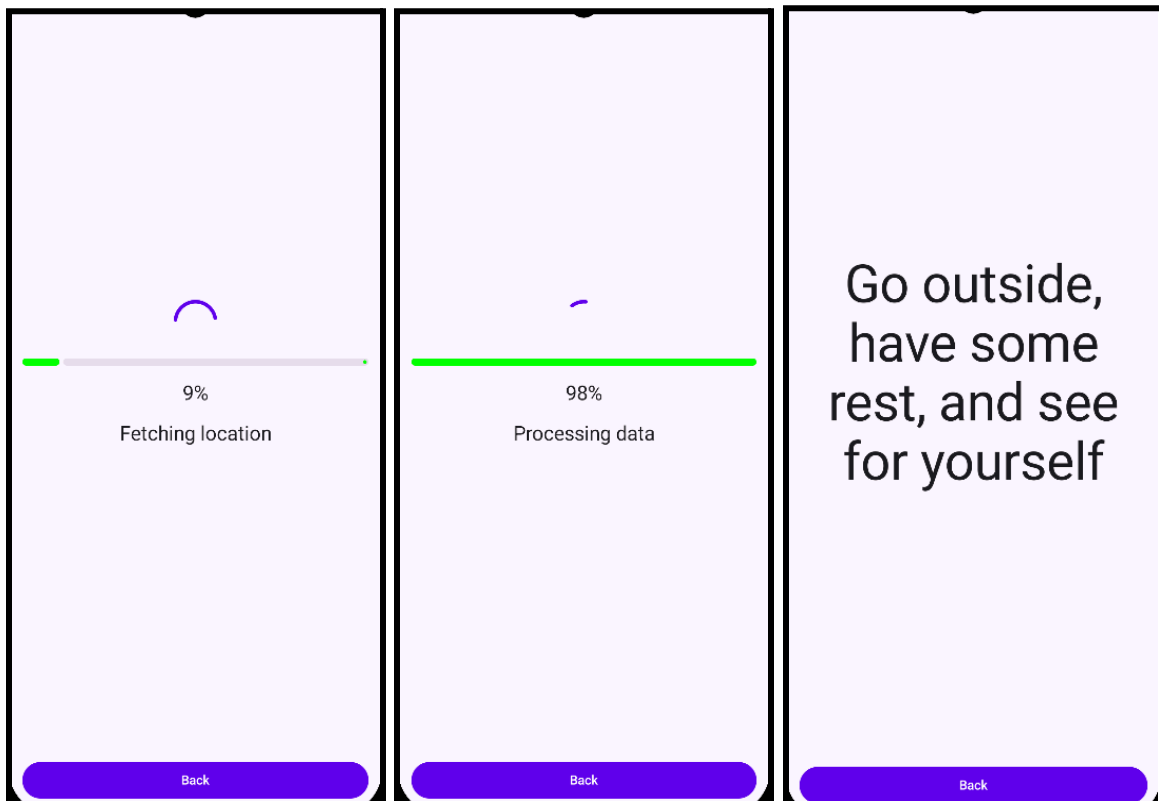 9%
Fetching location
Back
98%
Processing data
Back
Go outside,
have some
rest, and see
for yourself
Back